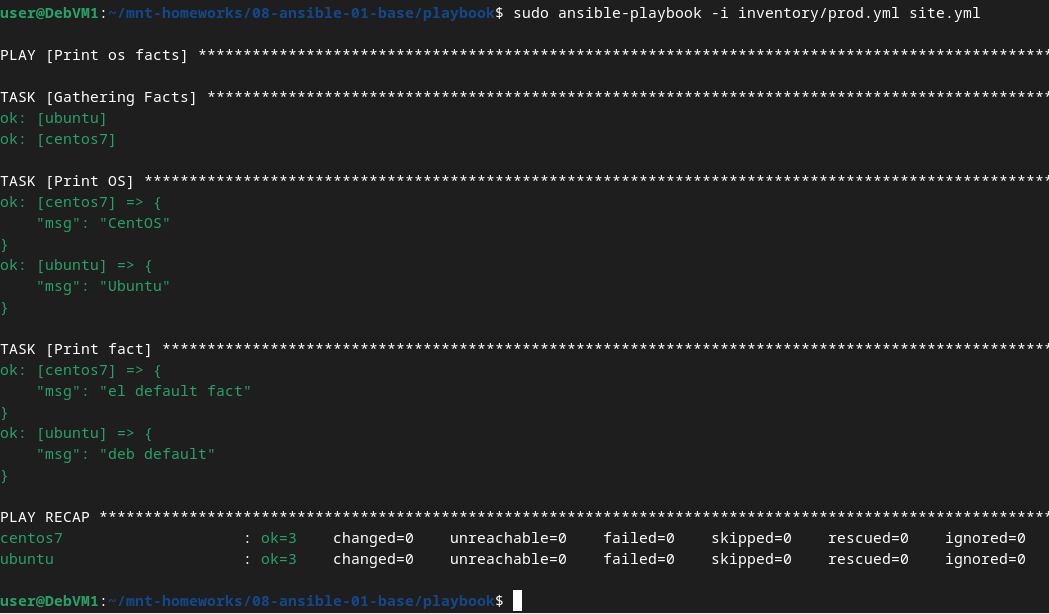 user@DebVM1:~/mnt-homeworks/08-ansible-01-base/playbook$ sudo ansible-playbook -i inventory/prod.yml site.yml
PLAY [Print os facts] **********************************************************************************************
TASK [Gathering Facts] *********************************************************************************************
ok: [ubuntu]
ok: [centos7]
TASK [Print OS] ****************************************************************************************************
ok: [centos7] => {
    "msg": "CentOS"
}
ok: [ubuntu] => {
    "msg": "Ubuntu"
}
TASK [Print fact] **************************************************************************************************
ok: [centos7] => {
    "msg": "el default fact"
}
ok: [ubuntu] => {
    "msg": "deb default"
}
PLAY RECAP *********************************************************************************************************
centos7                    : ok=3    changed=0    unreachable=0    failed=0    skipped=0    rescued=0    ignored=0
ubuntu                     : ok=3    changed=0    unreachable=0    failed=0    skipped=0    rescued=0    ignored=0
user@DebVM1:~/mnt-homeworks/08-ansible-01-base/playbook$